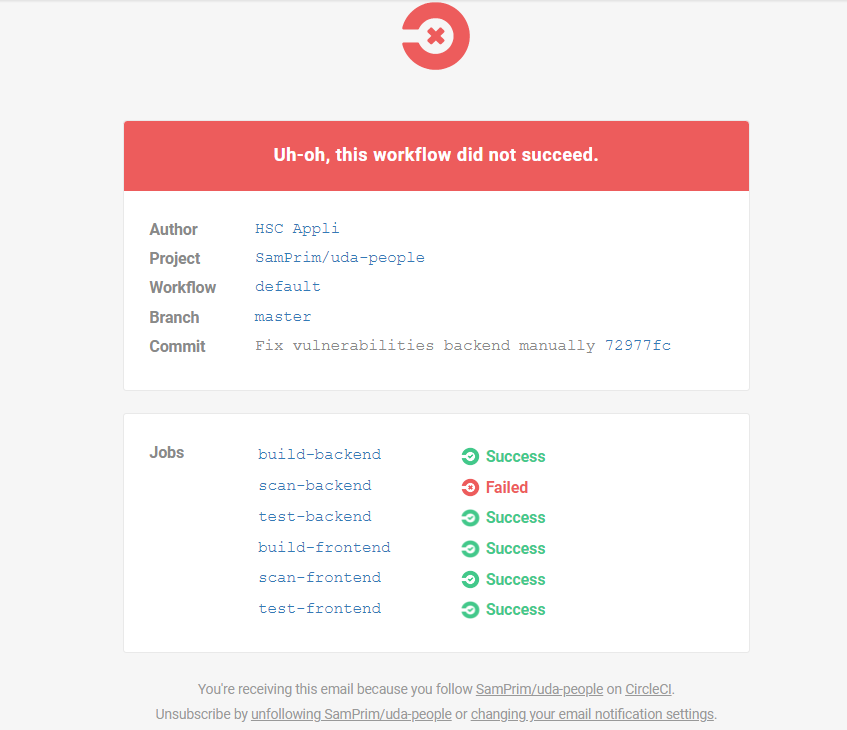 Uh-oh, this workflow did not succeed.
Author HSC Appli
Project SamPrim/uda-people
Workflow default
Branch master
Commit Fix vulnerabilities backend manually 72977fc
Jobs build-backend Success
scan-backend Failed
test-backend Success
build-frontend Success
scan-frontend Success
test-frontend Success
You're receiving this email because you follow SamPrim/uda-people on CircleCI.
Unsubscribe by unfollowing SamPrim/uda-people or changing your email notification settings.